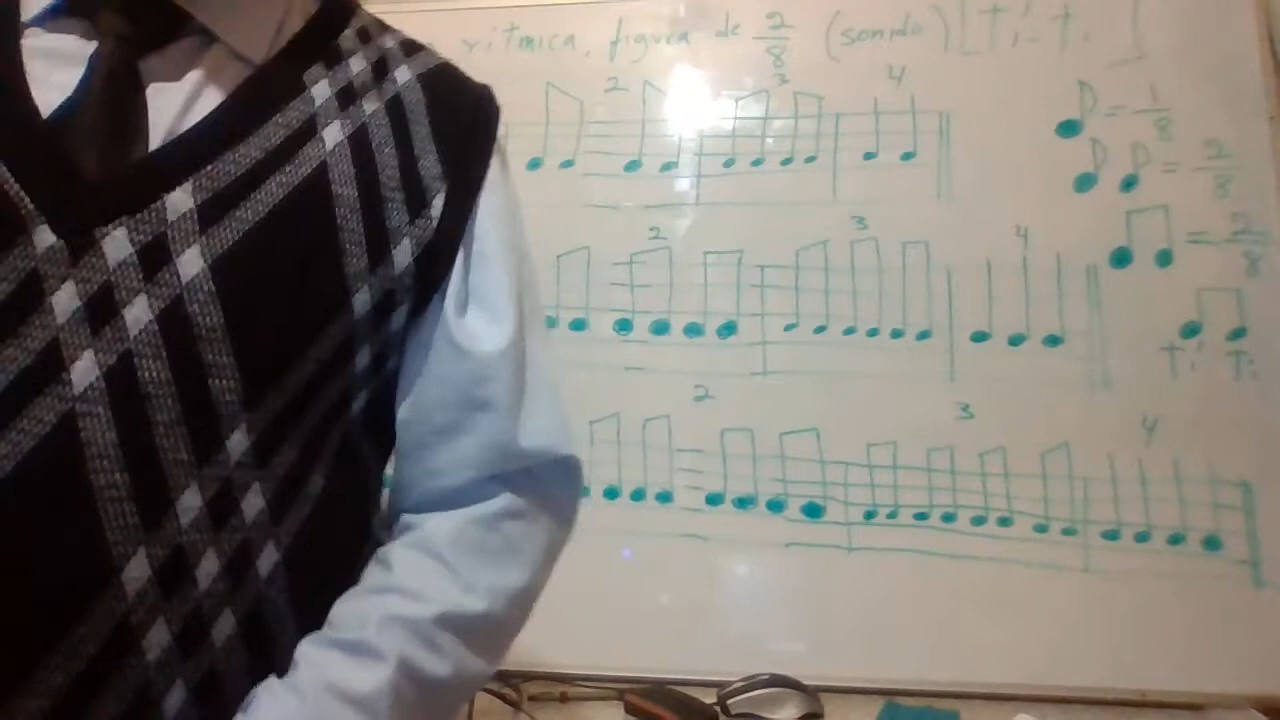 rítmica, figura de 2/8 (sonido) [ti: t. ]
2 3 4
= 1/8
= 2/8
2 3 4
= 2/8
ti ti
2 3 4